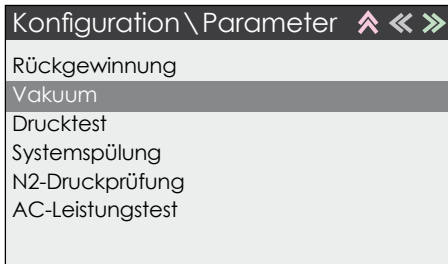 Konfiguration\Parameter
Rückgewinnung
Vakuum
Drucktest
Systemspülung
N2-Druckprüfung
AC-Leistungstest